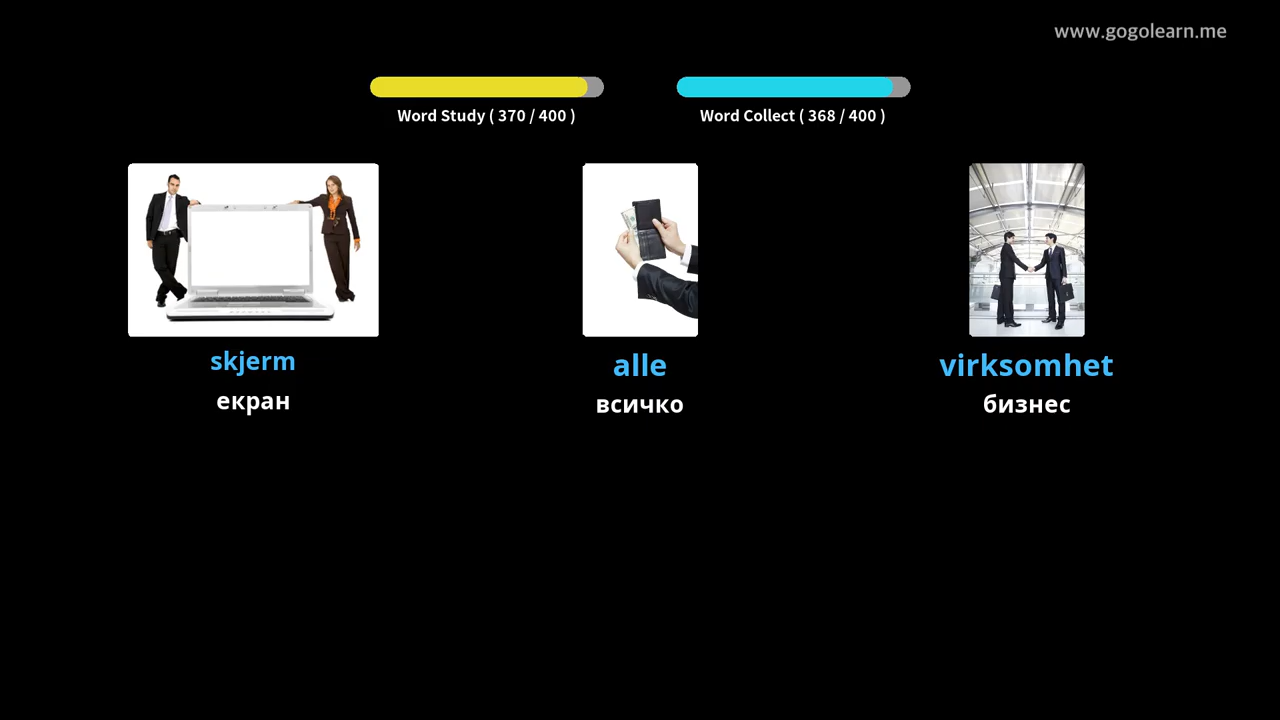 www.gogolearn.me
Word Study ( 370 / 400 )
Word Collect ( 368 / 400 )
skjerm
alle
virksomhet
екран
всичко
бизнес